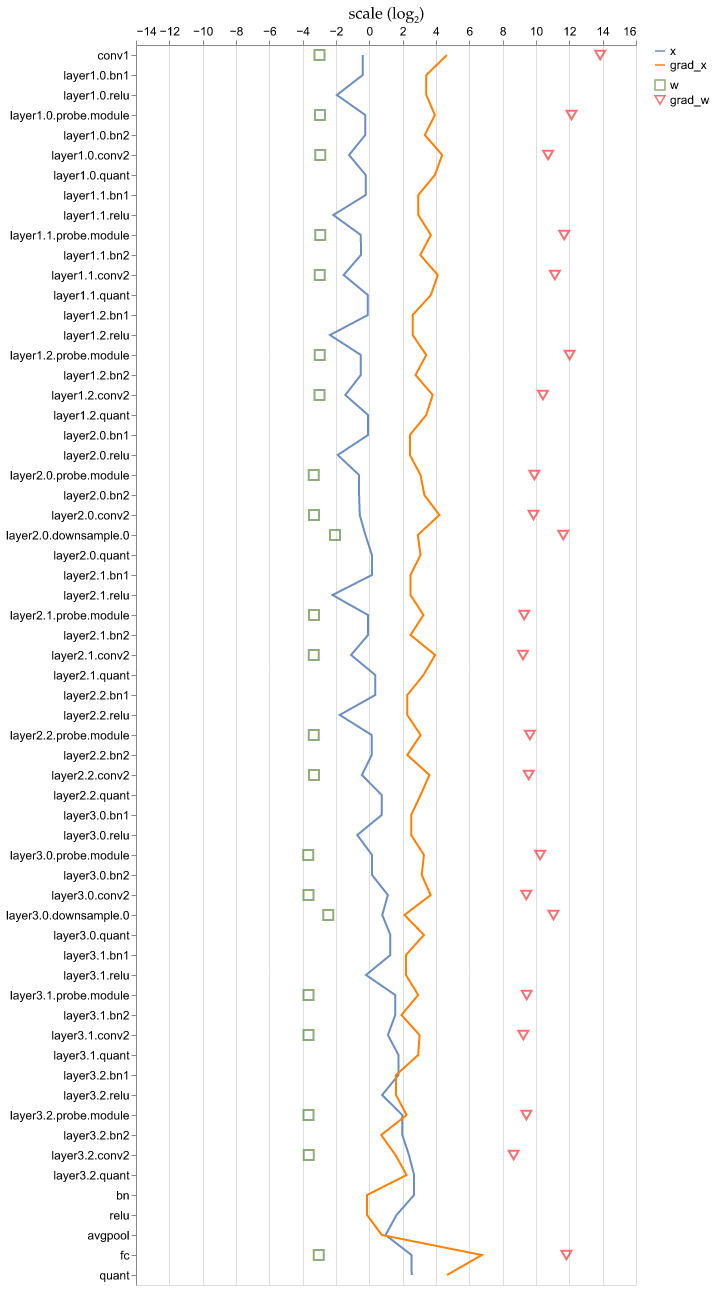 scale (log₂)
−14 −12 −10 −8 −6 −4 −2 0 2 4 6 8 10 12 14 16
x
grad_x
w
grad_w
conv1
layer1.0.bn1
layer1.0.relu
layer1.0.probe.module
layer1.0.bn2
layer1.0.conv2
layer1.0.quant
layer1.1.bn1
layer1.1.relu
layer1.1.probe.module
layer1.1.bn2
layer1.1.conv2
layer1.1.quant
layer1.2.bn1
layer1.2.relu
layer1.2.probe.module
layer1.2.bn2
layer1.2.conv2
layer1.2.quant
layer2.0.bn1
layer2.0.relu
layer2.0.probe.module
layer2.0.bn2
layer2.0.conv2
layer2.0.downsample.0
layer2.0.quant
layer2.1.bn1
layer2.1.relu
layer2.1.probe.module
layer2.1.bn2
layer2.1.conv2
layer2.1.quant
layer2.2.bn1
layer2.2.relu
layer2.2.probe.module
layer2.2.bn2
layer2.2.conv2
layer2.2.quant
layer3.0.bn1
layer3.0.relu
layer3.0.probe.module
layer3.0.bn2
layer3.0.conv2
layer3.0.downsample.0
layer3.0.quant
layer3.1.bn1
layer3.1.relu
layer3.1.probe.module
layer3.1.bn2
layer3.1.conv2
layer3.1.quant
layer3.2.bn1
layer3.2.relu
layer3.2.probe.module
layer3.2.bn2
layer3.2.conv2
layer3.2.quant
bn
relu
avgpool
fc
quant